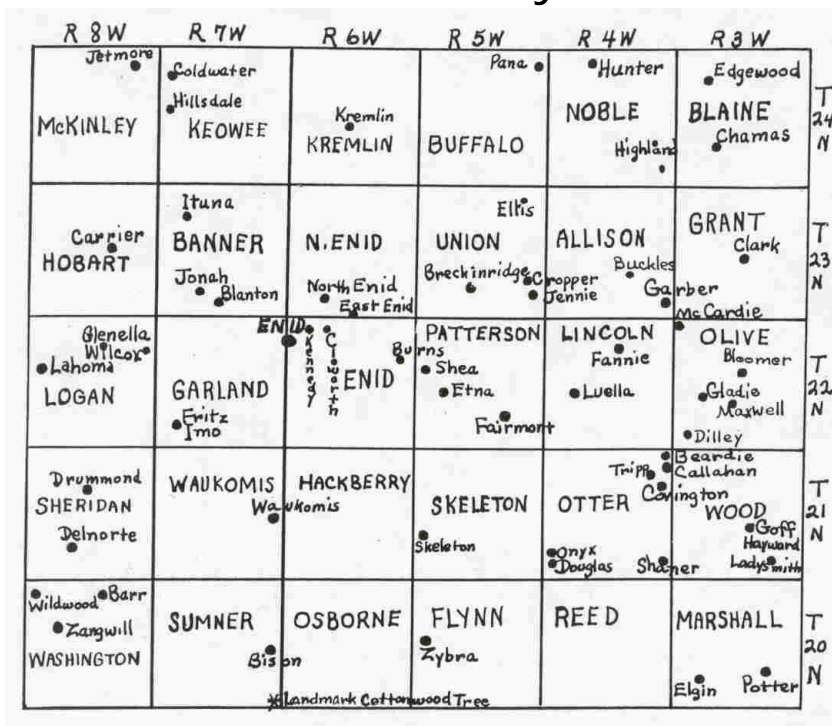 R 8W R 7W R 6W R 5W R 4W R 3W
Jetmore
Coldwater
Hillsdale
McKINLEY
KEOWEE
Kremlin
KREMLIN
Pana
BUFFALO
Hunter
NOBLE
Highland
Edgewood
BLAINE
Chamas
T
24
N
Carrier
HOBART
Ituna
BANNER
Jonah
Blanton
N.ENID
North Enid
East Enid
Ellis
UNION
Breckinridge
Cropper
Jennie
ALLISON
Buckles
Garber
GRANT
Clark
McCardie
T
23
N
Glenella
Wilcox
Lahoma
LOGAN
GARLAND
Fritz
Imo
ENID
Kennedy
Cloworth
Burns
ENID
PATTERSON
Shea
Etna
Fairmont
LINCOLN
Fannie
Luella
OLIVE
Bloomer
Gladie
Maxwell
Dilley
T
22
N
Drummond
SHERIDAN
Delnorte
WAUKOMIS
Waukomis
HACKBERRY
SKELETON
Skeleton
OTTER
Tripp
Beardie
Callahan
Covington
Onyx
Douglas
Shaner
WOOD
Goff
Hayward
Ladysmith
T
21
N
Wildwood
Barr
Zangwill
WASHINGTON
SUMNER
Bison
OSBORNE
Landmark Cottonwood Tree
FLYNN
Zybra
REED
MARSHALL
Elgin
Potter
T
20
N